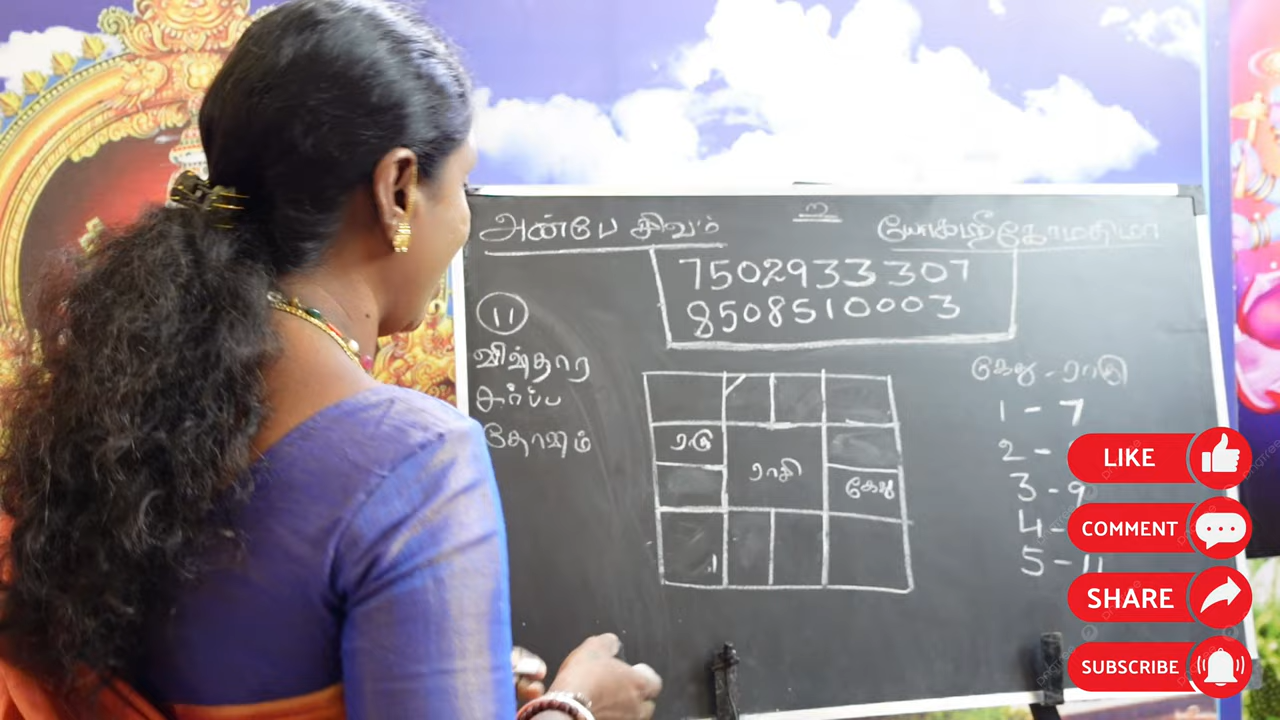 உ
அன்பே சிவம்
யோகஸ்ரீகோமதிமா
7502933307
8508510003
11
விஷ்தார
சர்ப்ப
தோஷம்
ராகு
ராசி
கேது
கேது - ராகு
1 - 7
2 -
3 - 9
4 -
5 - 11
LIKE
COMMENT
SHARE
SUBSCRIBE